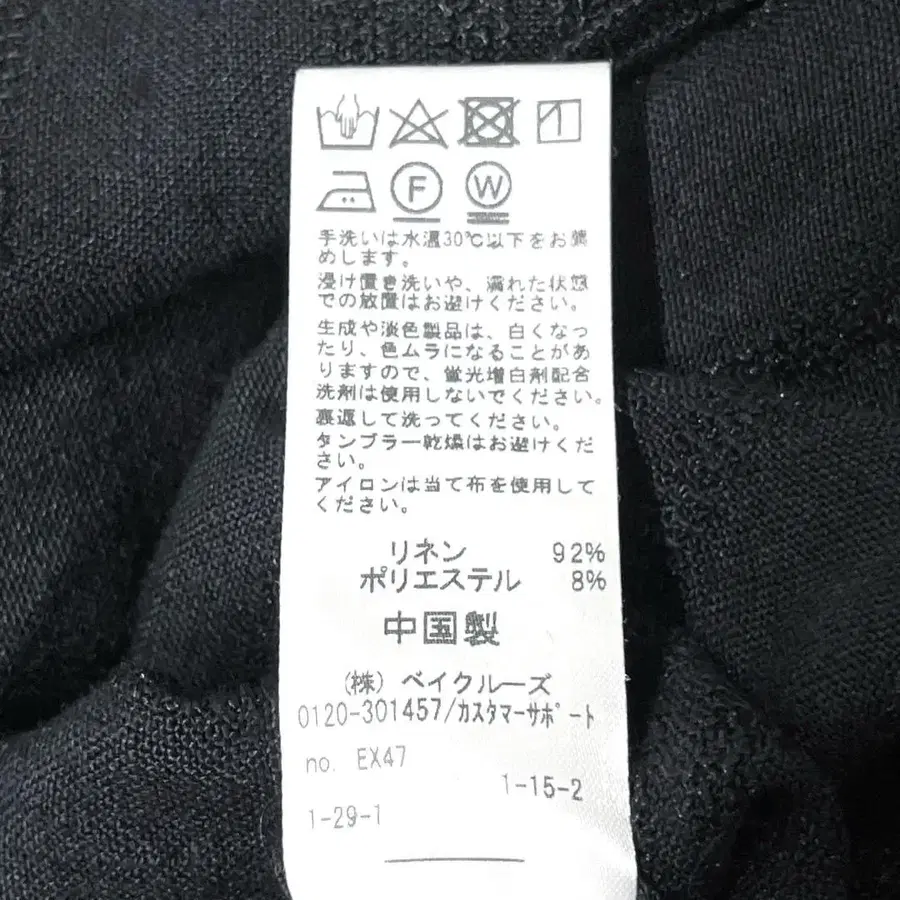 F W
手洗いは水温30℃以下をお薦
めします。
浸け置き洗いや、濡れた状態
での放置はお避けください。
生成や淡色製品は、白くなっ
たり、色ムラになることがあ
りますので、蛍光増白剤配合
洗剤は使用しないでください。
裏返して洗ってください。
タンブラー乾燥はお避けくだ
さい。
アイロンは当て布を使用して
ください。
リネン 92%
ポリエステル 8%
中国製
(株) ベイクルーズ
0120-301457/カスタマーサポート
no. EX47
1-15-2
1-29-1